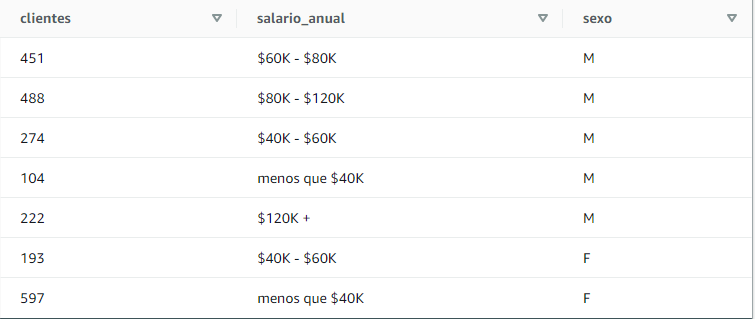 clientes salario_anual sexo
451 $60K - $80K M
488 $80K - $120K M
274 $40K - $60K M
104 menos que $40K M
222 $120K + M
193 $40K - $60K F
597 menos que $40K F